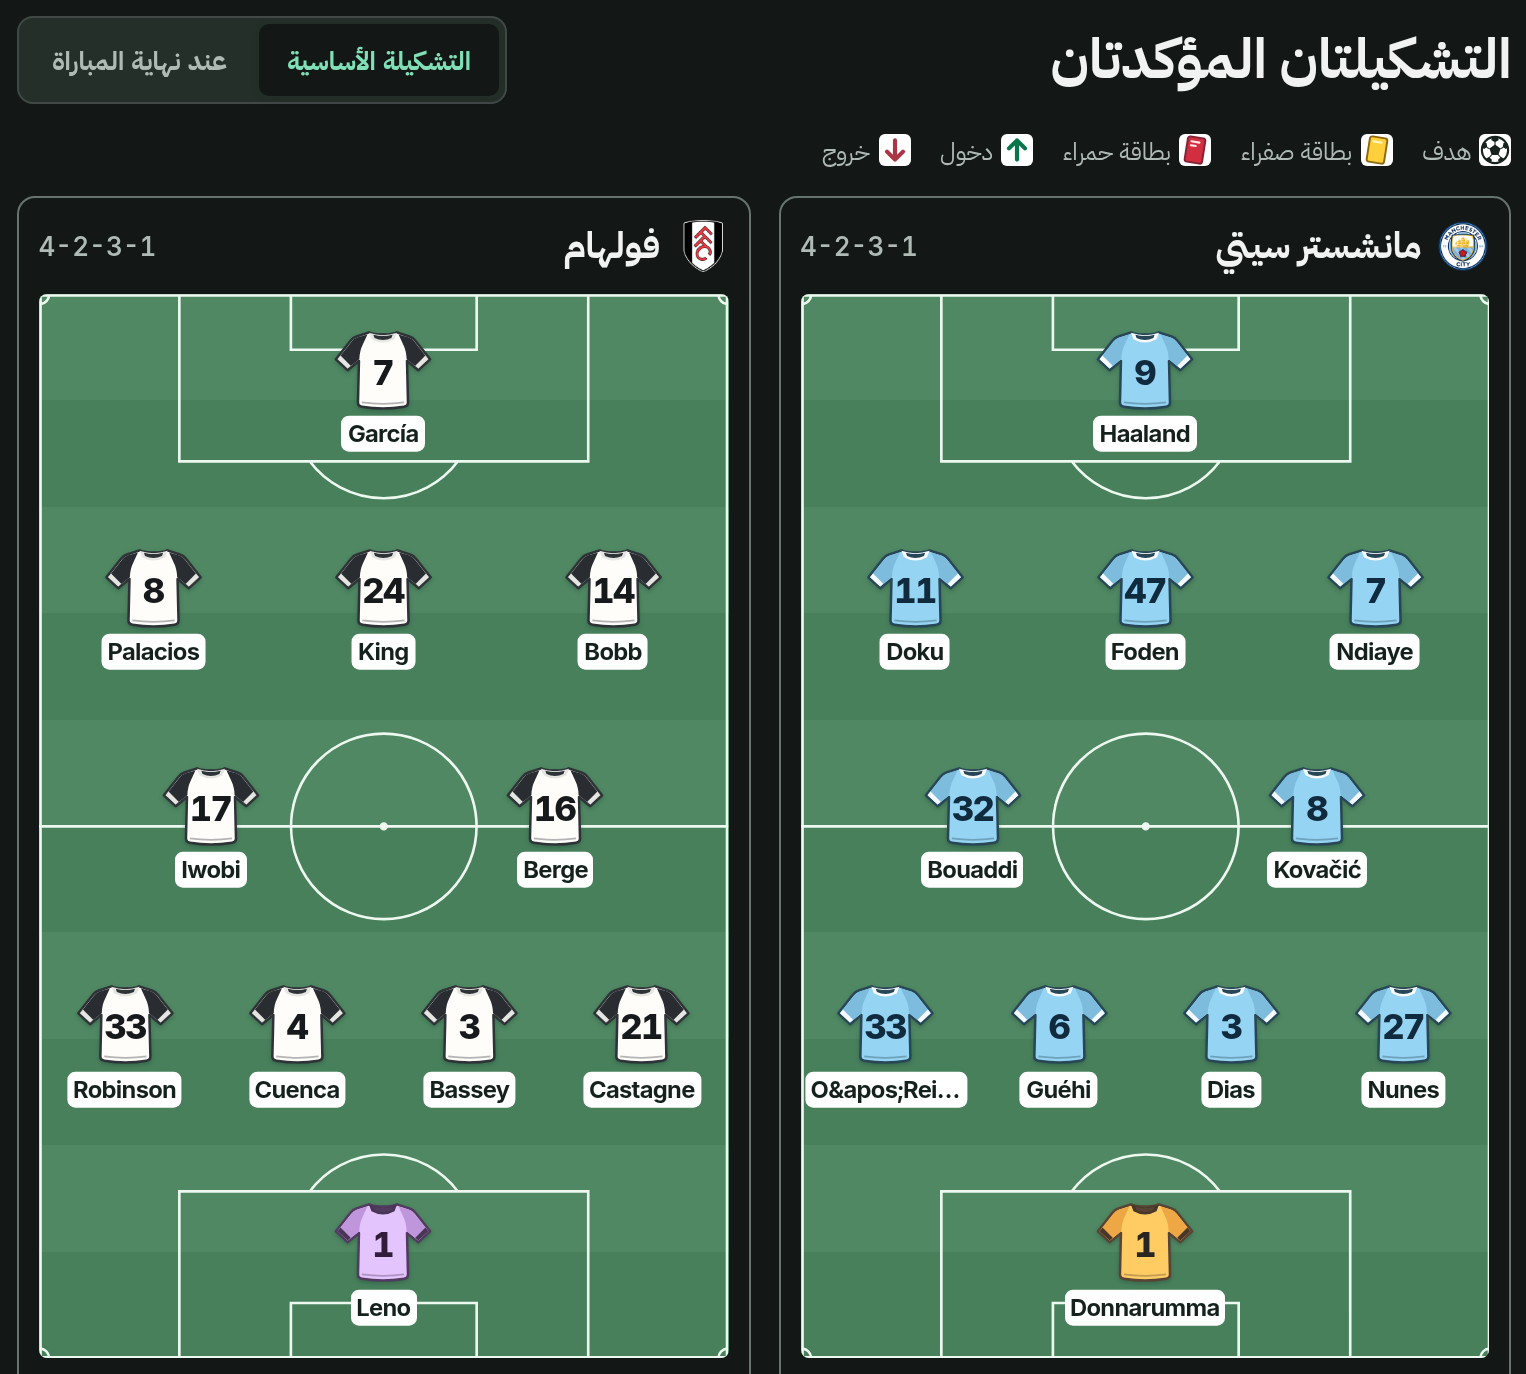 التشكيلتان المؤكدتان
التشكيلة الأساسية
عند نهاية المباراة
هدف
بطاقة صفراء
بطاقة حمراء
دخول
خروج
مانشستر سيتي
4-2-3-1
MANCHESTER
CITY
9
Haaland
11
47
7
Doku
Foden
Ndiaye
32
8
Bouaddi
Kovačić
33
6
3
27
O&apos;Rei...
Guéhi
Dias
Nunes
1
Donnarumma
فولهام
4-2-3-1
7
García
8
24
14
Palacios
King
Bobb
17
16
Iwobi
Berge
33
4
3
21
Robinson
Cuenca
Bassey
Castagne
1
Leno